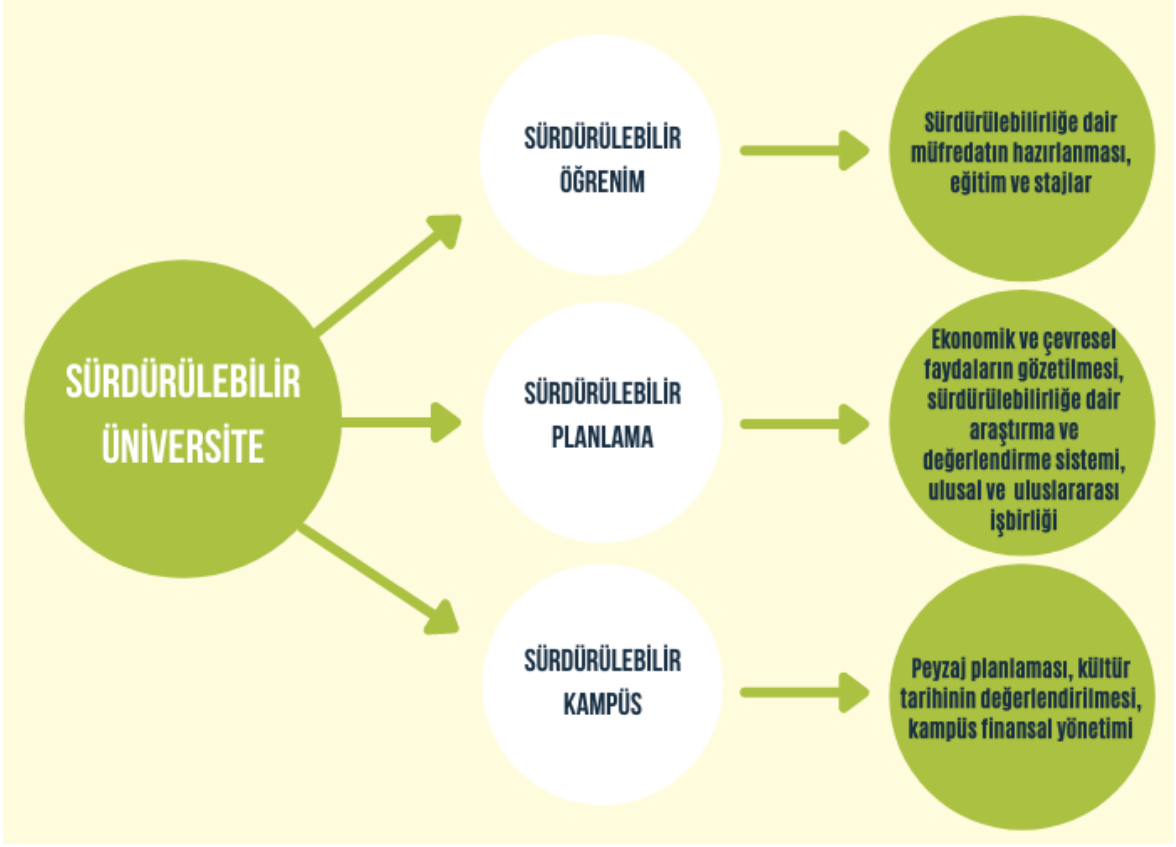 SÜRDÜRÜLEBİLİR
ÜNİVERSİTE
SÜRDÜRÜLEBİLİR
ÖĞRENİM
Sürdürülebilirliğe dair
müfredatın hazırlanması,
eğitim ve stajlar
SÜRDÜRÜLEBİLİR
PLANLAMA
Ekonomik ve çevresel
faydaların gözetilmesi,
sürdürülebilirliğe dair
araştırma ve
değerlendirme sistemi,
ulusal ve uluslararası
işbirliği
SÜRDÜRÜLEBİLİR
KAMPÜS
Peyzaj planlaması, kültür
tarihinin değerlendirilmesi,
kampüs finansal yönetimi